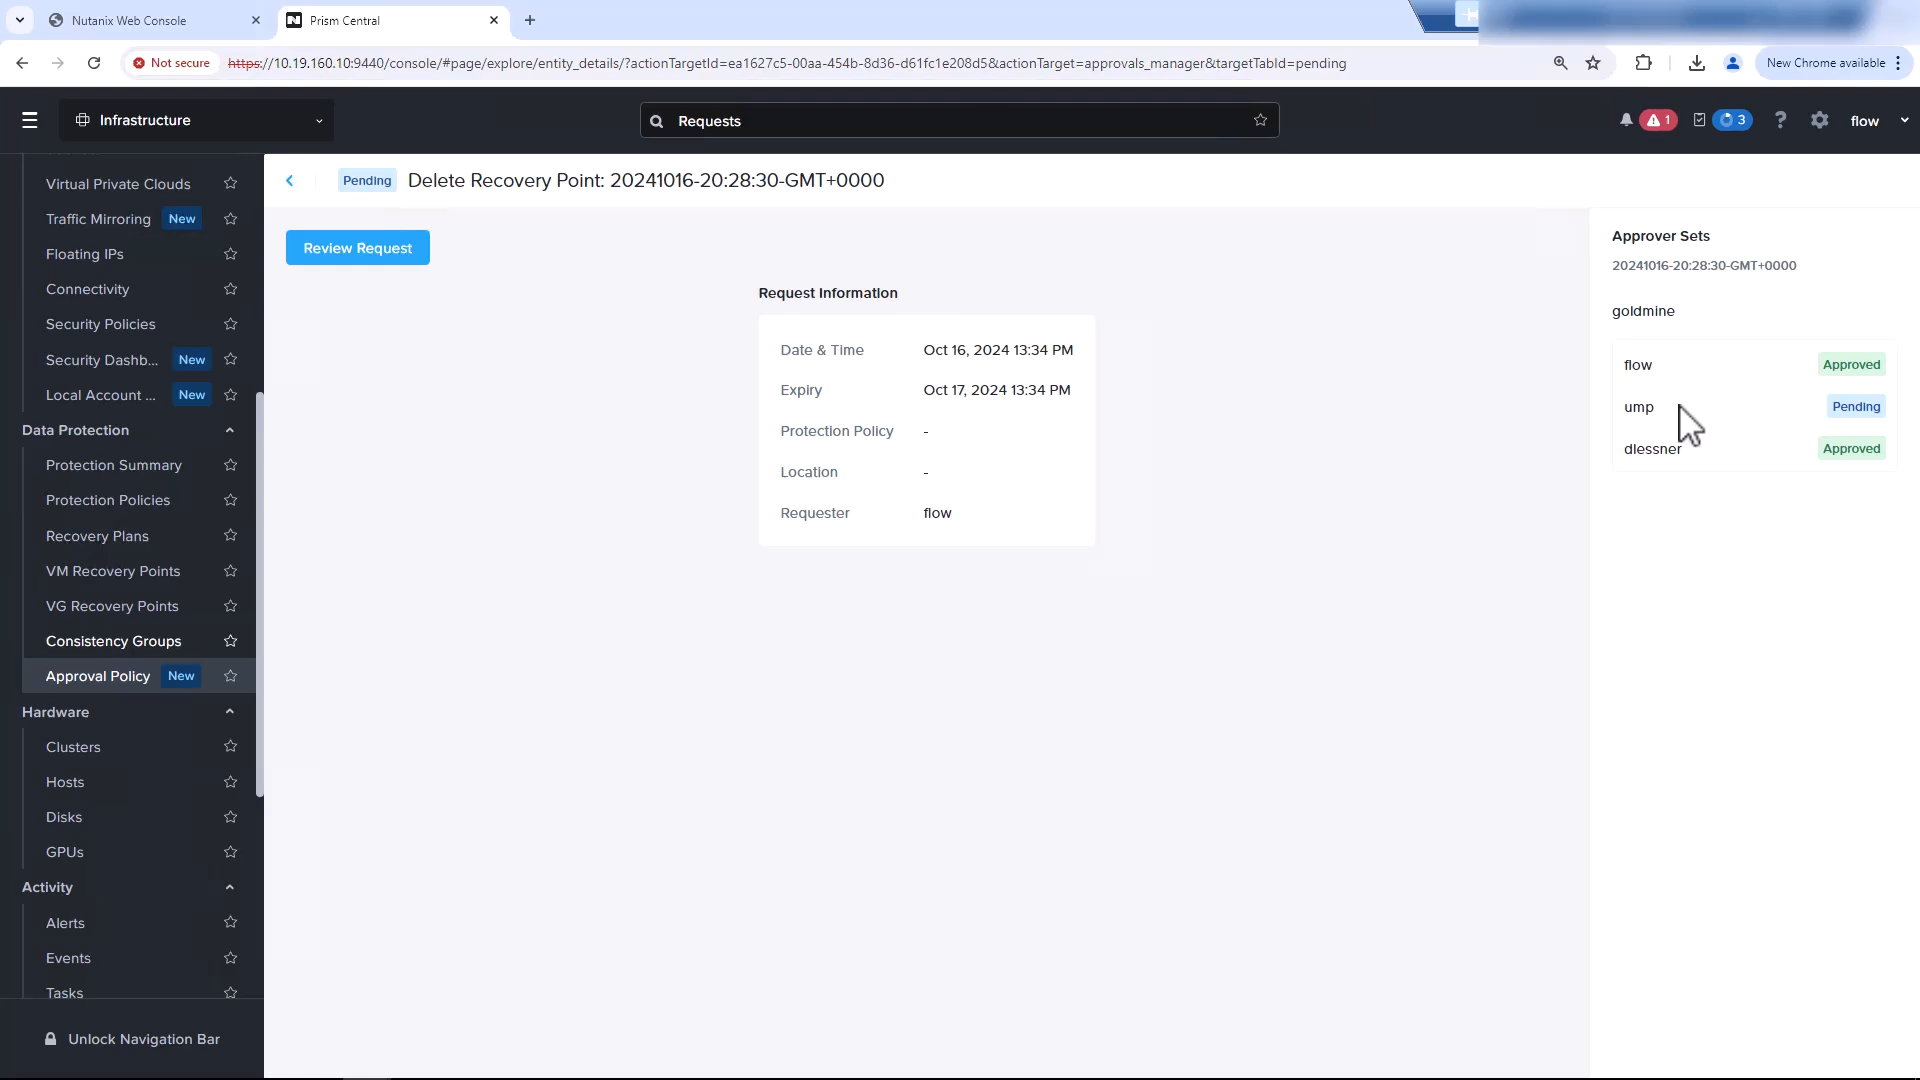 Nutanix Web Console
Prism Central
Not secure
https://10.19.160.10:9440/console/#page/explore/entity_details/?actionTargetId=ea1627c5-00aa-454b-8d36-d61fc1e208d5&actionTarget=approvals_manager&targetTabId=pending
New Chrome available
Infrastructure
Requests
1
3
?
flow
Virtual Private Clouds
Traffic Mirroring New
Floating IPs
Connectivity
Security Policies
Security Dashb... New
Local Account ... New
Data Protection
Protection Summary
Protection Policies
Recovery Plans
VM Recovery Points
VG Recovery Points
Consistency Groups
Approval Policy New
Hardware
Clusters
Hosts
Disks
GPUs
Activity
Alerts
Events
Tasks
Unlock Navigation Bar
Pending Delete Recovery Point: 20241016-20:28:30-GMT+0000
Review Request
Request Information
Date & Time Oct 16, 2024 13:34 PM
Expiry Oct 17, 2024 13:34 PM
Protection Policy -
Location -
Requester flow
Approver Sets
20241016-20:28:30-GMT+0000
goldmine
flow Approved
ump Pending
dlessner Approved